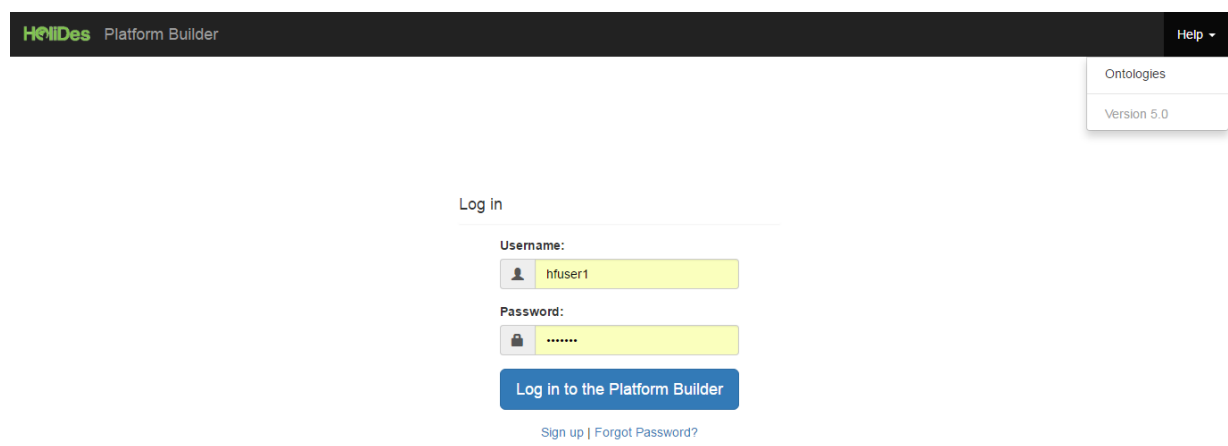 HoliDes Platform Builder Help
Ontologies
Version 5.0
Log in
Username:
hfuser1
Password:
•••••••
Log in to the Platform Builder
Sign up | Forgot Password?